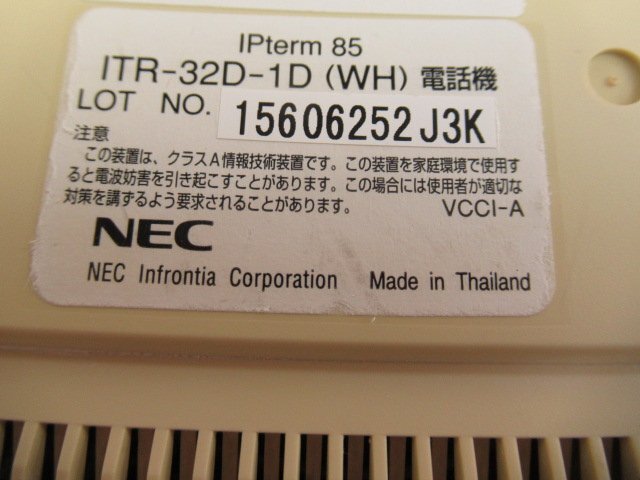 IPterm 85
ITR-32D-1D (WH) 電話機
LOT NO. 15606252J3K
注意
この装置は、クラスA情報技術装置です。この装置を家庭環境で使用す
ると電波妨害を引き起こすことがあります。この場合には使用者が適切な
対策を講ずるよう要求されることがあります。 VCCI-A
NEC
NEC Infrontia Corporation Made in Thailand